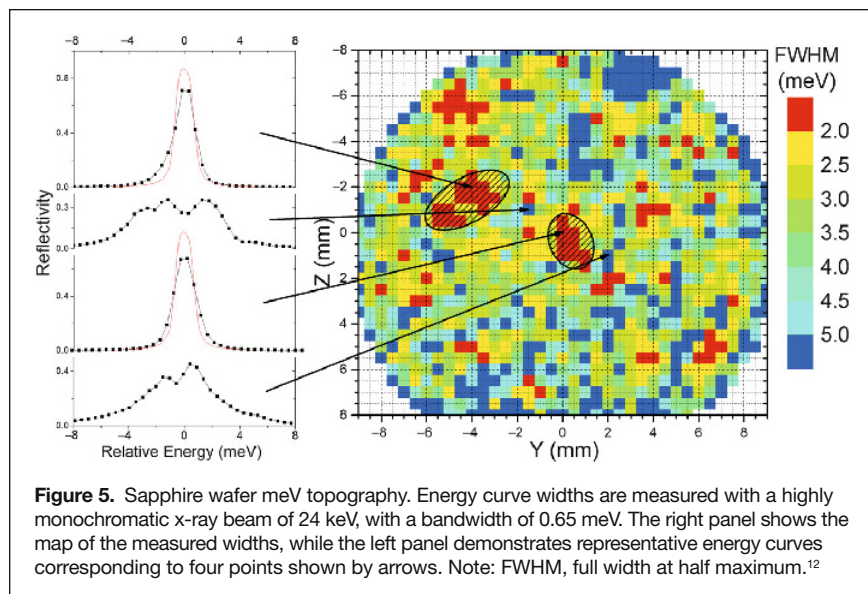 −8 −4 0 4 8
0.8
0.4
0.0
0.3
0.0
0.4
0.0
0.4
0.0
−8 −4 0 4 8
Relative Energy (meV)
Reflectivity
−8
−6
−4
−2
0
2
4
6
8
Z (mm)
−8 −6 −4 −2 0 2 4 6 8
Y (mm)
FWHM
(meV)
2.0
2.5
3.0
3.5
4.0
4.5
5.0
Figure 5. Sapphire wafer meV topography. Energy curve widths are measured with a highly
monochromatic x-ray beam of 24 keV, with a bandwidth of 0.65 meV. The right panel shows the
map of the measured widths, while the left panel demonstrates representative energy curves
corresponding to four points shown by arrows. Note: FWHM, full width at half maximum.¹²